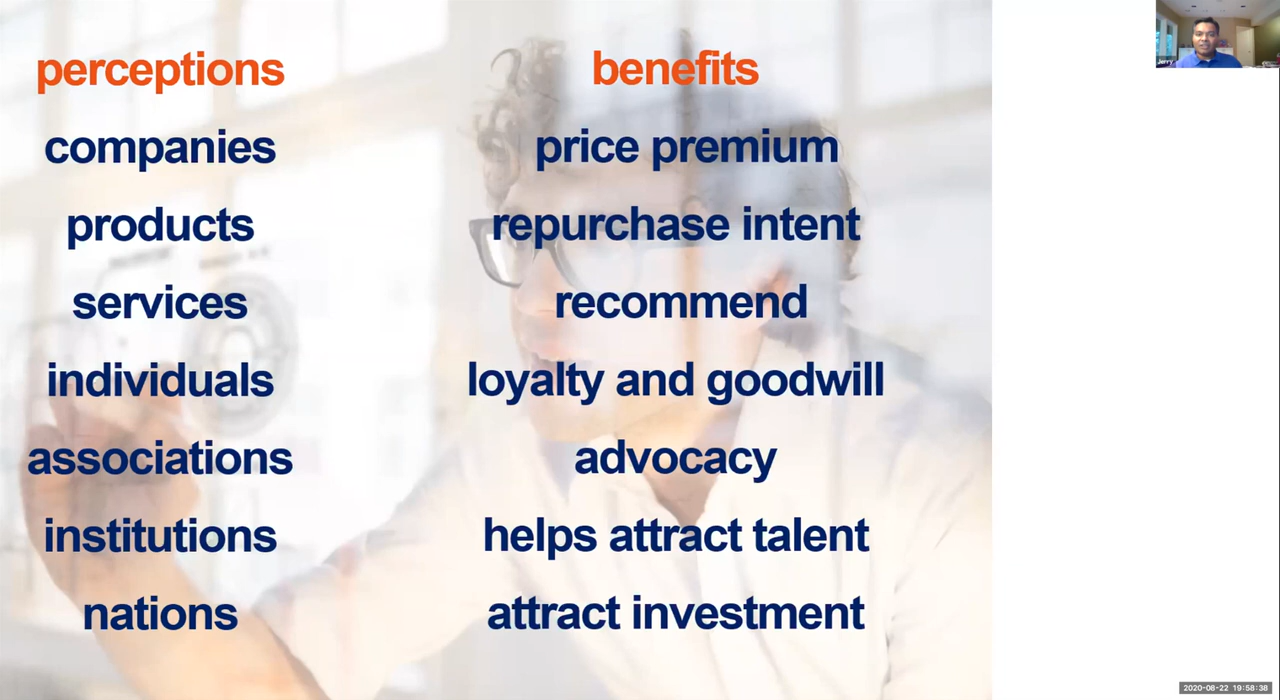 perceptions
companies
products
services
individuals
associations
institutions
nations
benefits
price premium
repurchase intent
recommend
loyalty and goodwill
advocacy
helps attract talent
attract investment
Jerry
2020-08-22 19:58:38